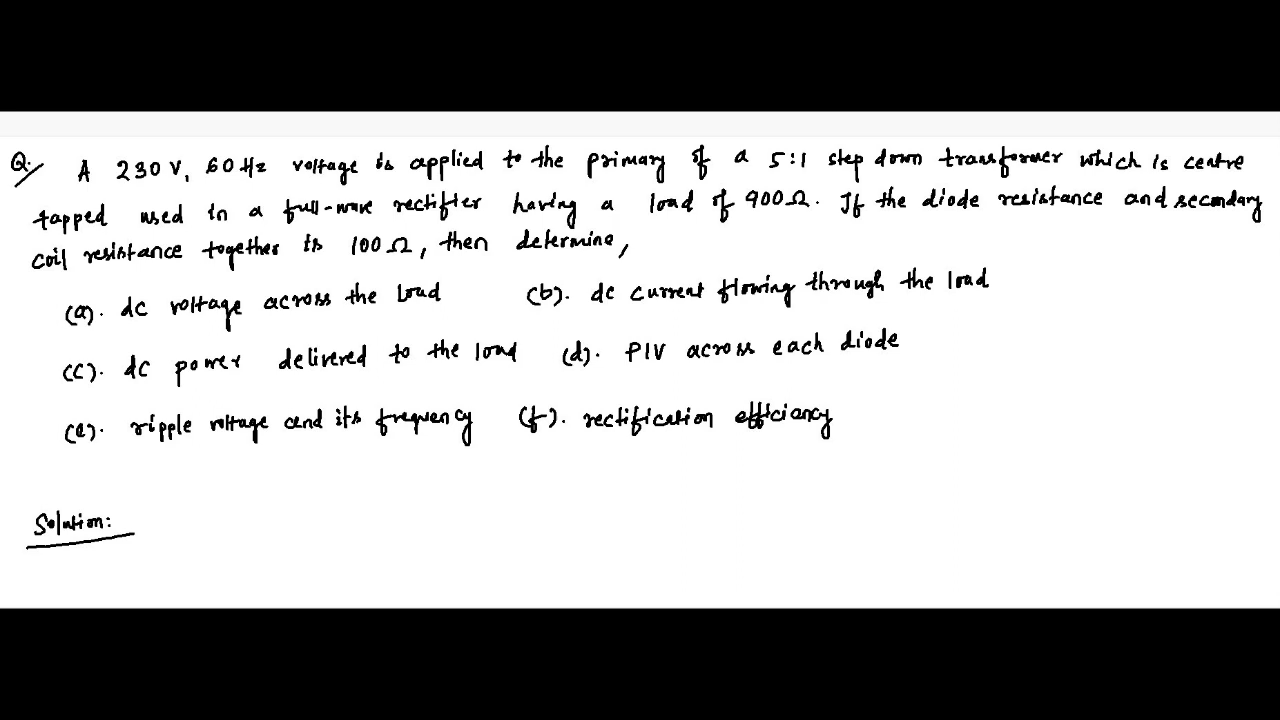 Q. A 230 V, 60 Hz voltage is applied to the primary of a 5:1 step down transformer which is centre
tapped used in a full-wave rectifier having a load of 900Ω. If the diode resistance and secondary
coil resistance together is 100Ω, then determine,
(a). dc voltage across the load (b). dc current flowing through the load
(c). dc power delivered to the load (d). PIV across each diode
(e). ripple voltage and its frequency (f). rectification efficiency
Solution: